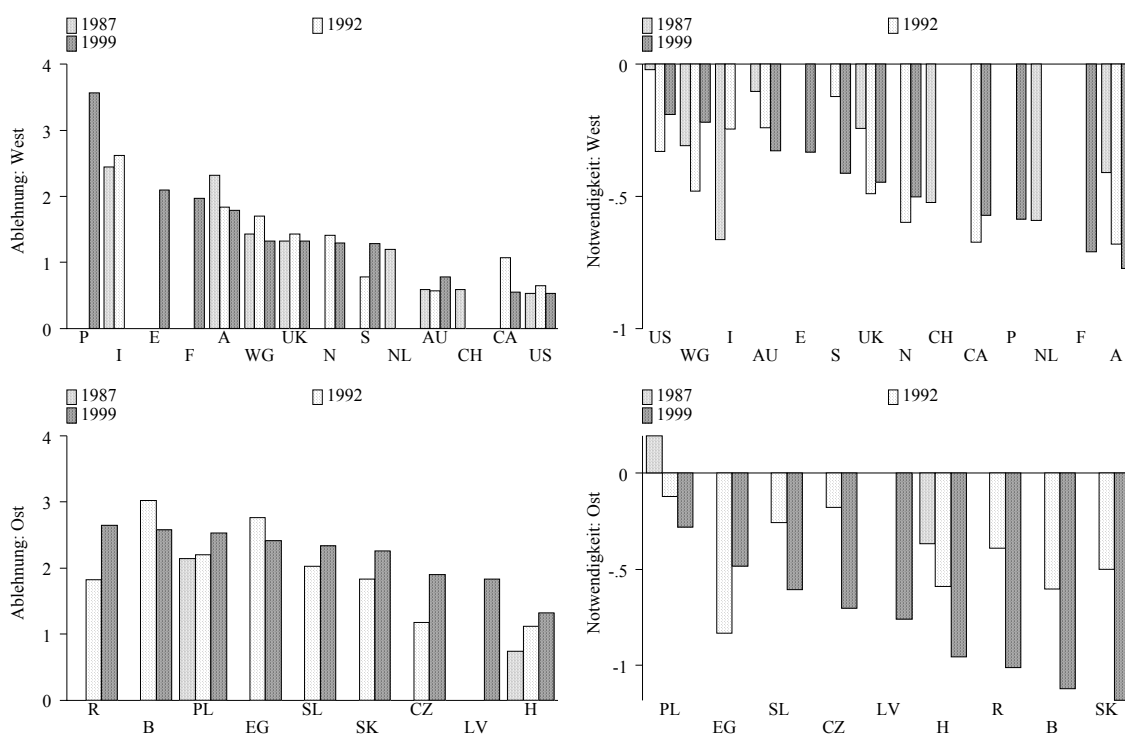 1987 1992
1999
4
3
2
1
0
Ablehnung: West
P E A UK S AU CA
I F WG N NL CH US
1987 1992
1999
0
-.5
-1
Notwendigkeit: West
US I E UK CH P F
WG AU S N CA NL A
1987 1992
1999
4
3
2
1
0
Ablehnung: Ost
R PL SL CZ H
B EG SK LV
1987 1992
1999
0
-.5
-1
Notwendigkeit: Ost
PL SL LV R SK
EG CZ H B